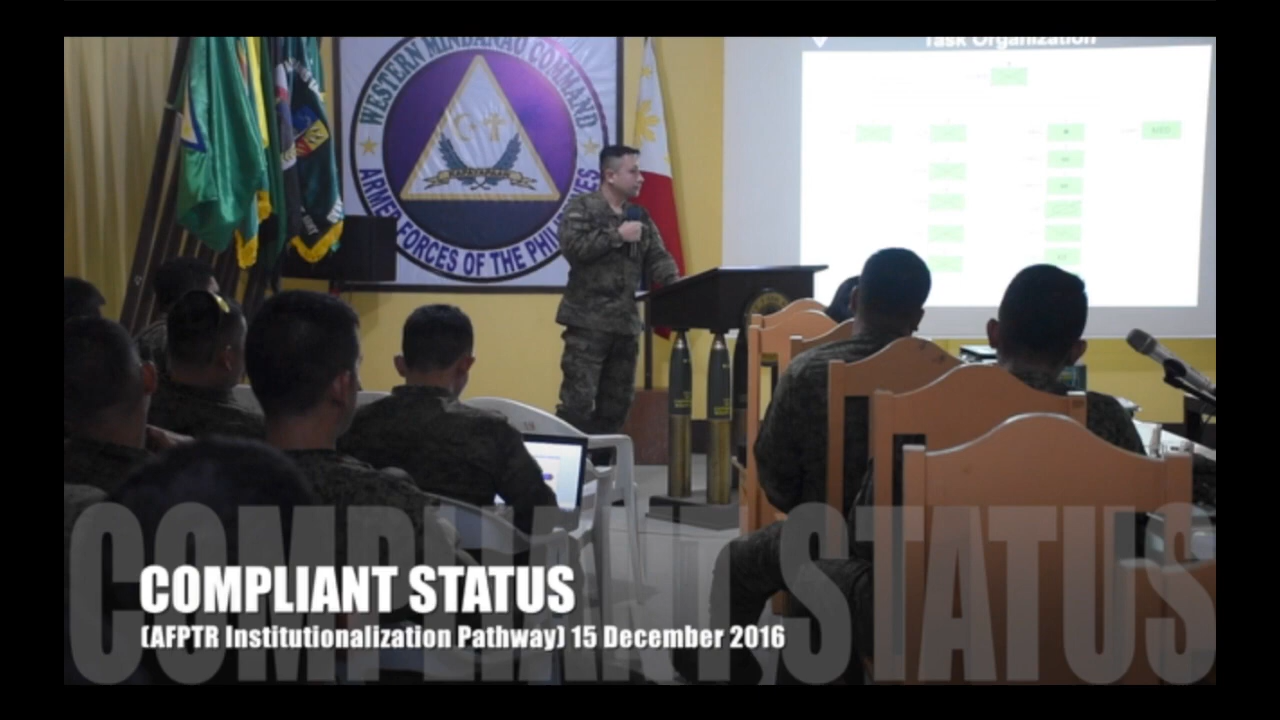 Task Organization
WESTERN MINDANAO COMMAND
ARMED FORCES OF THE PHILIPPINES
COMPLIANT STATUS
COMPLIANT STATUS
(AFPTR Institutionalization Pathway) 15 December 2016